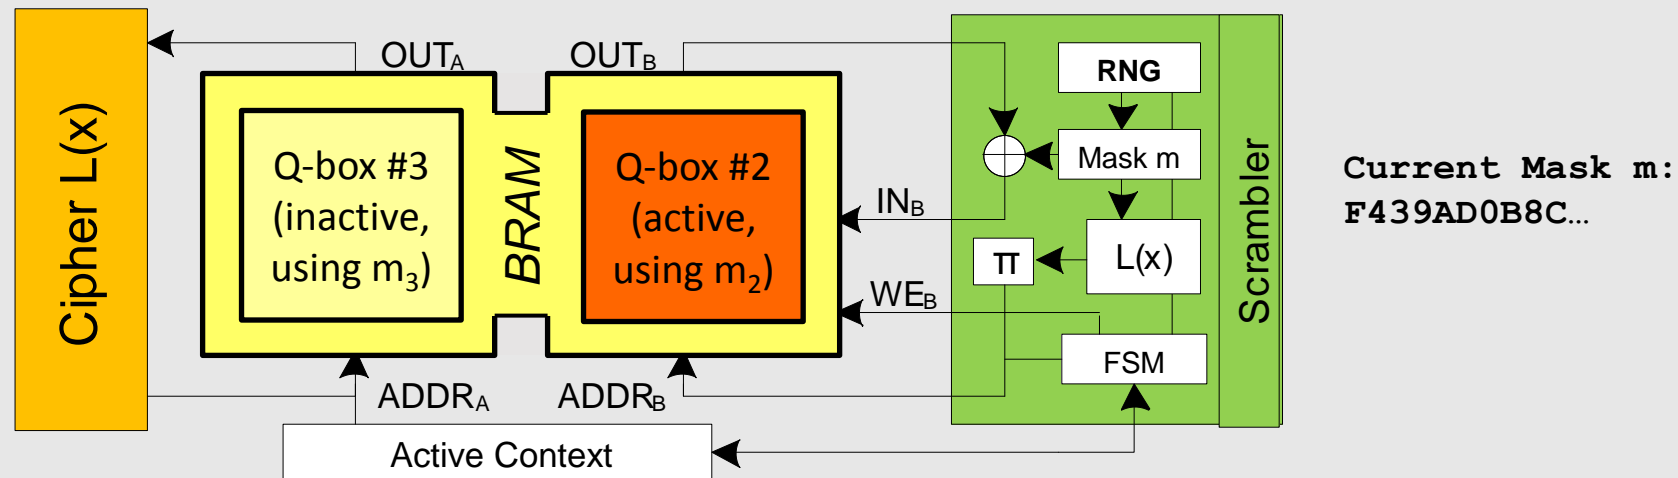 Cipher L(x)
OUTA
OUTB
Q-box #3
(inactive,
using m3)
BRAM
Q-box #2
(active,
using m2)
INB
WEB
ADDRA
ADDRB
Active Context
RNG
Mask m
L(x)
π
FSM
Scrambler
Current Mask m:
F439AD0B8C…